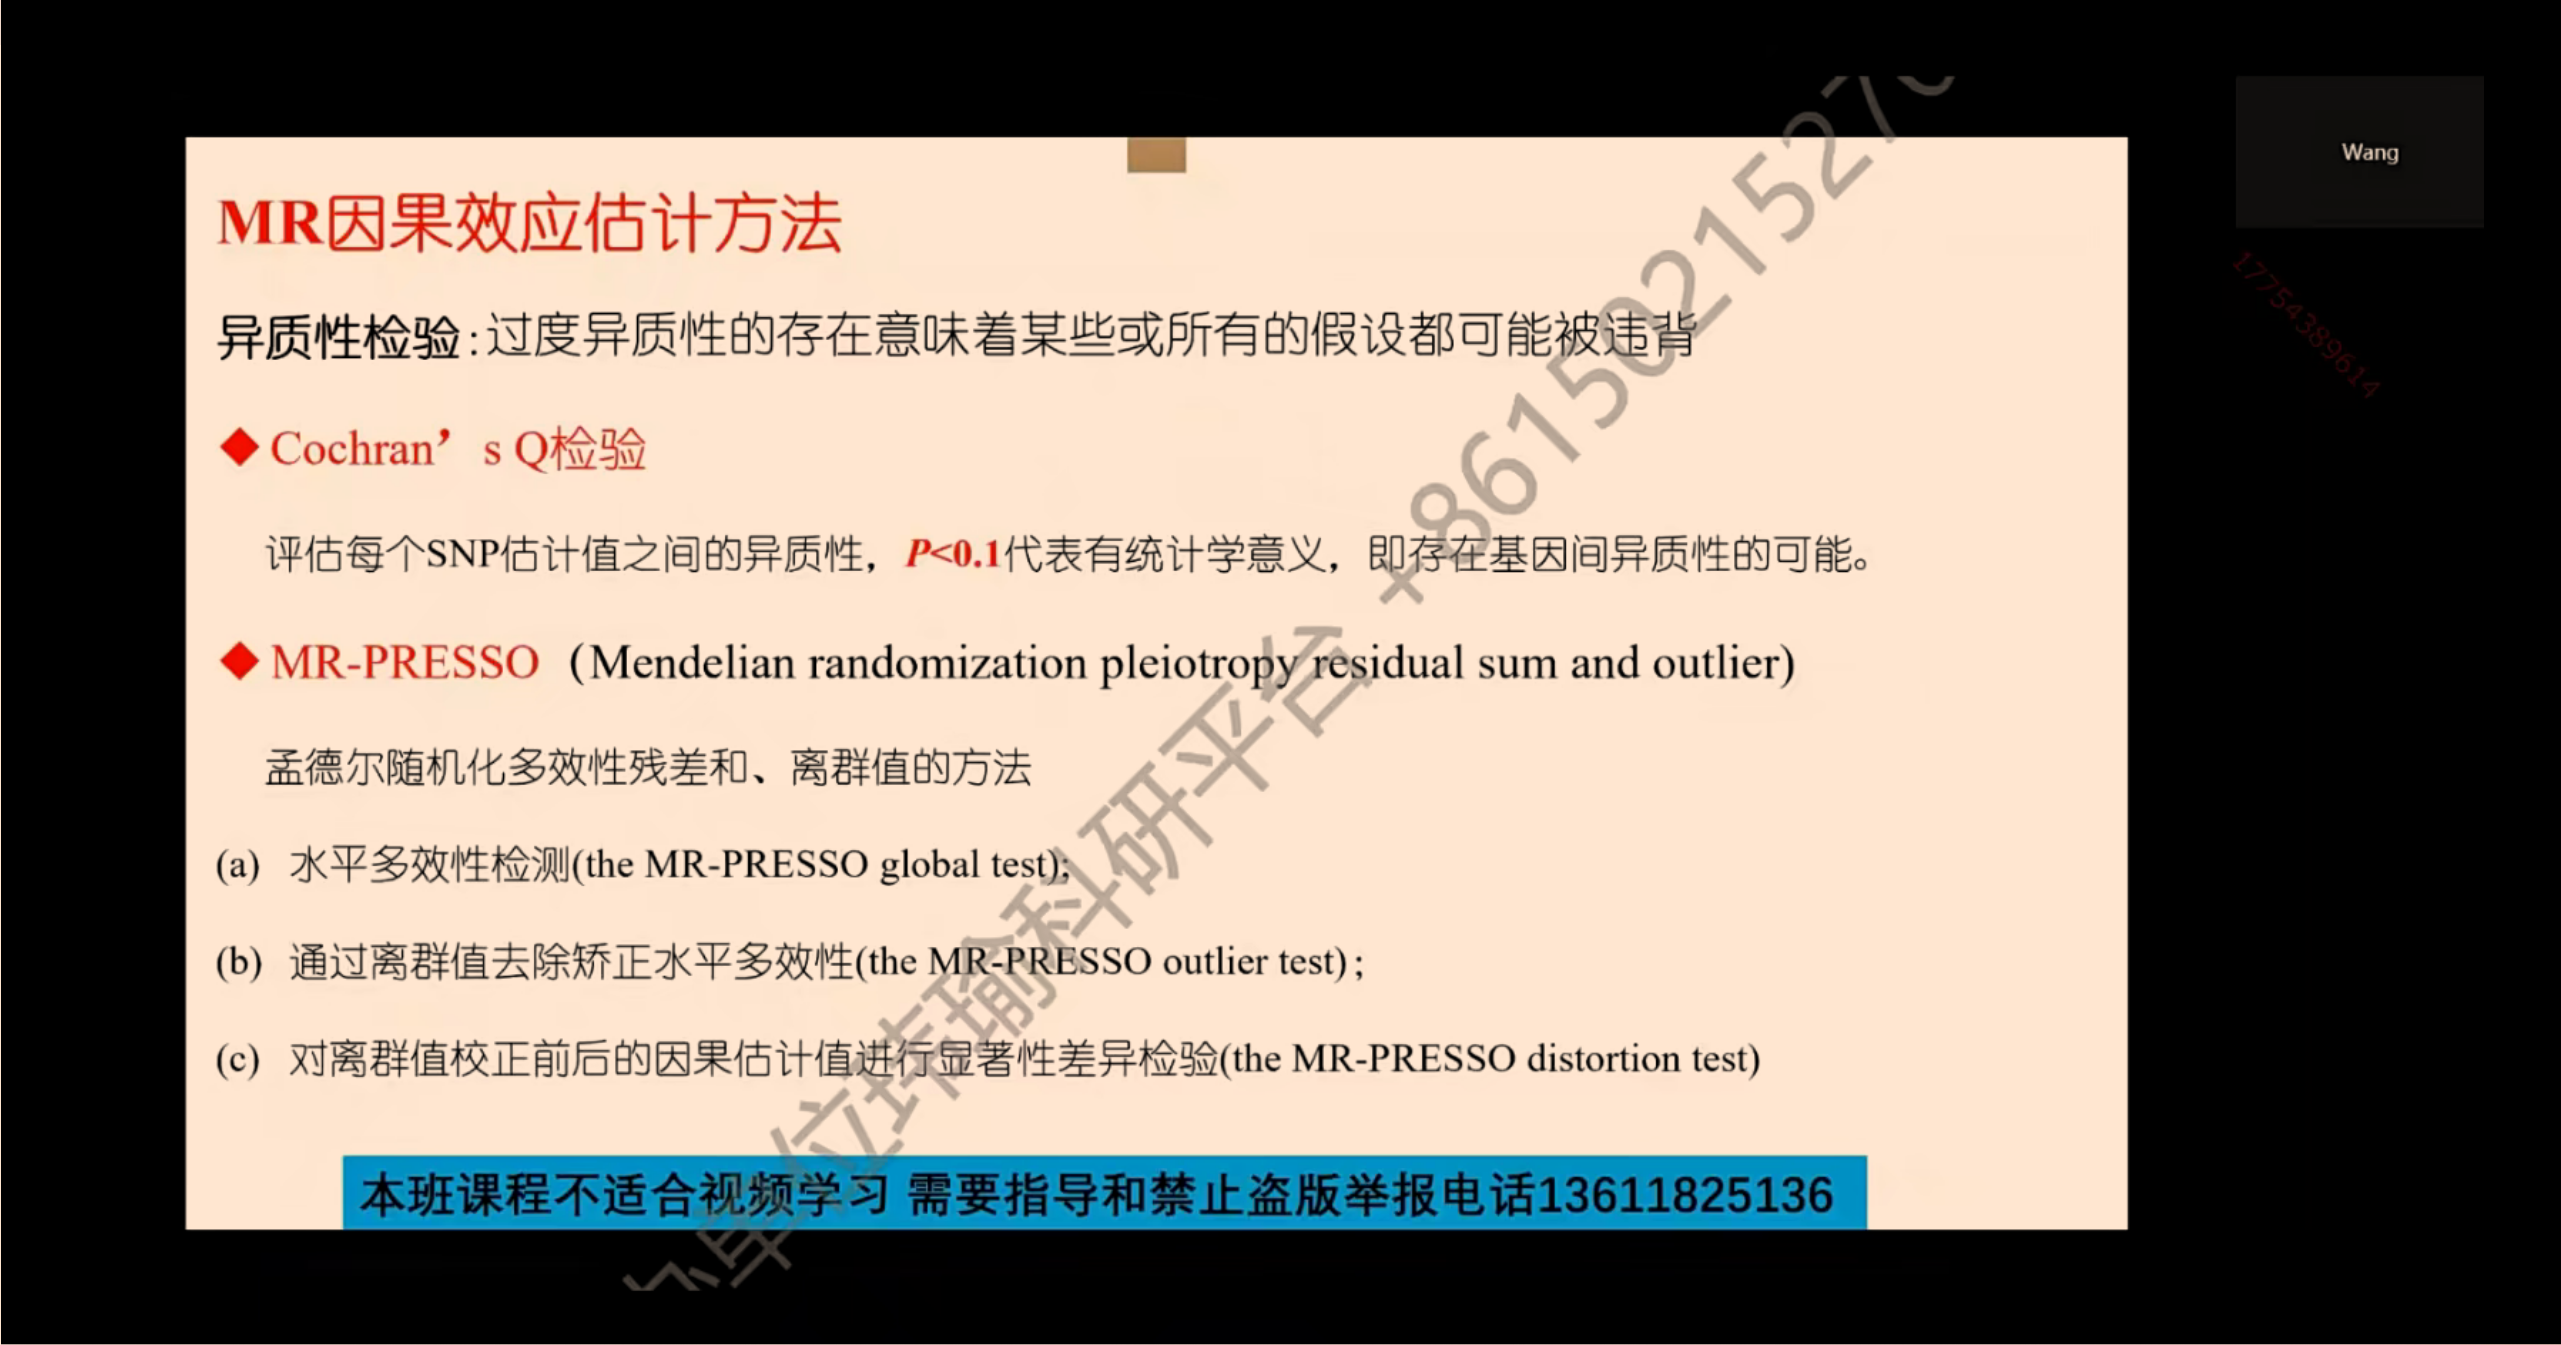 MR因果效应估计方法
异质性检验:过度异质性的存在意味着某些或所有的假设都可能被违背
◆Cochran’s Q检验
评估每个SNP估计值之间的异质性，P<0.1代表有统计学意义，即存在基因间异质性的可能。
◆MR-PRESSO（Mendelian randomization pleiotropy residual sum and outlier)
孟德尔随机化多效性残差和、离群值的方法
(a) 水平多效性检测(the MR-PRESSO global test);
(b) 通过离群值去除矫正水平多效性(the MR-PRESSO outlier test)；
(c) 对离群值校正前后的因果估计值进行显著性差异检验(the MR-PRESSO distortion test)
本班课程不适合视频学习 需要指导和禁止盗版举报电话13611825136
单位玮瑜科研平台 +861502152
Wang
17754389614